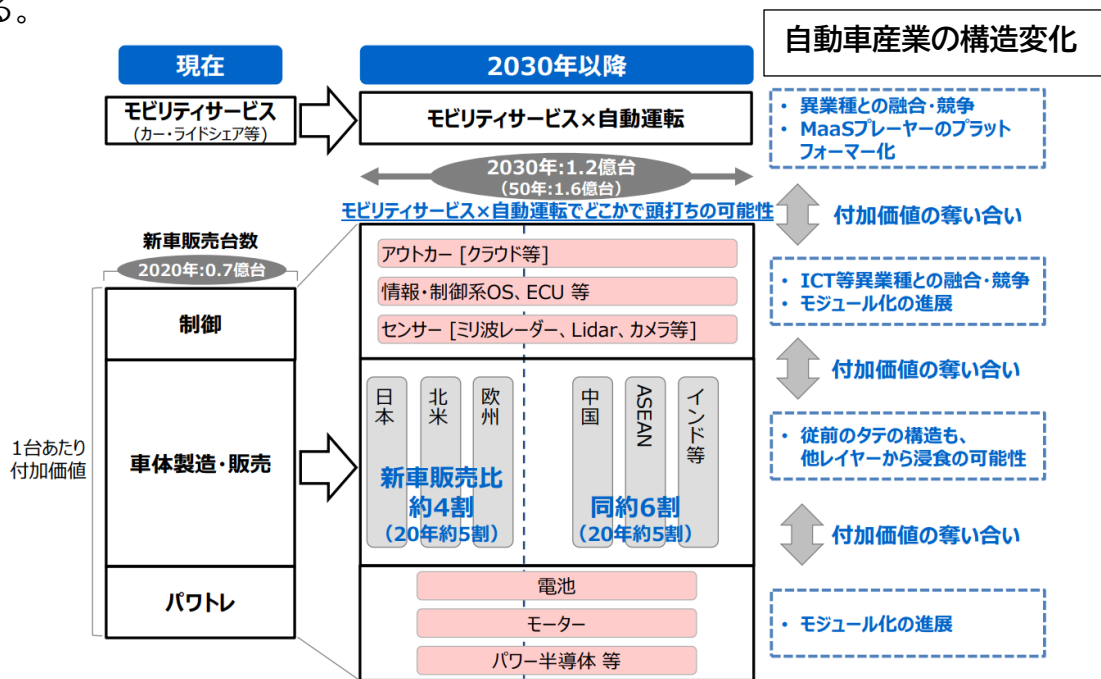 る。
自動車産業の構造変化
現在
2030年以降
モビリティサービス
(カー・ライドシェア等)
モビリティサービス×自動運転
• 異業種との融合・競争
• MaaSプレーヤーのプラット
フォーマー化
2030年:1.2億台
(50年:1.6億台)
モビリティサービス×自動運転でどこかで頭打ちの可能性
付加価値の奪い合い
新車販売台数
2020年:0.7億台
アウトカー [クラウド等]
情報・制御系OS、ECU 等
センサー [ミリ波レーダー、Lidar、カメラ等]
制御
• ICT等異業種との融合・競争
• モジュール化の進展
付加価値の奪い合い
1台あたり
付加価値
車体製造・販売
日本
北米
欧州
中国
ASEAN
インド等
新車販売比
約4割
(20年約5割)
同約6割
(20年約5割)
• 従前のタテの構造も、
他レイヤーから浸食の可能性
付加価値の奪い合い
パワトレ
電池
モーター
パワー半導体 等
• モジュール化の進展